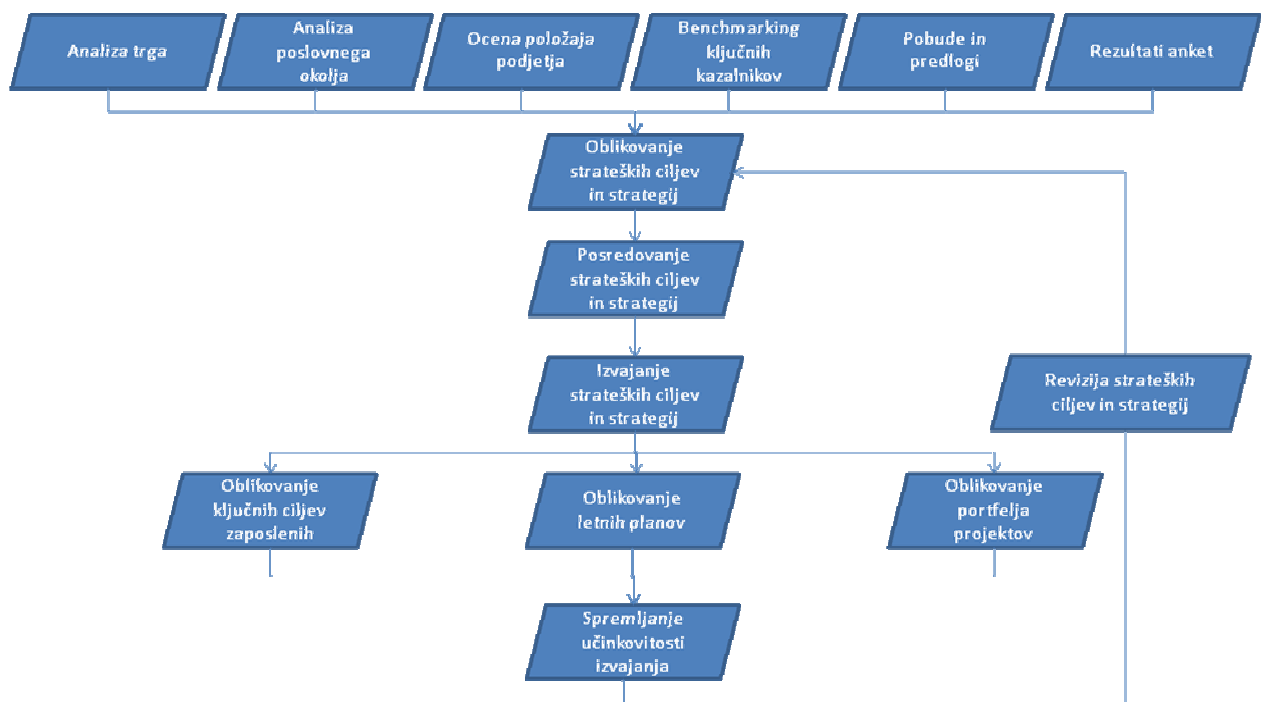 Analiza trga
Analiza
poslovnega
okolja
Ocena položaja
podjetja
Benchmarking
ključnih
kazalnikov
Pobude in
predlogi
Rezultati anket
Oblikovanje
strateških ciljev
in strategij
Posredovanje
strateških ciljev
in strategij
Izvajanje
strateških ciljev
in strategij
Revizija strateških
ciljev in strategij
Oblikovanje
ključnih ciljev
zaposlenih
Oblikovanje
letnih planov
Oblikovanje
portfelja
projektov
Spremljanje
učinkovitosti
izvajanja